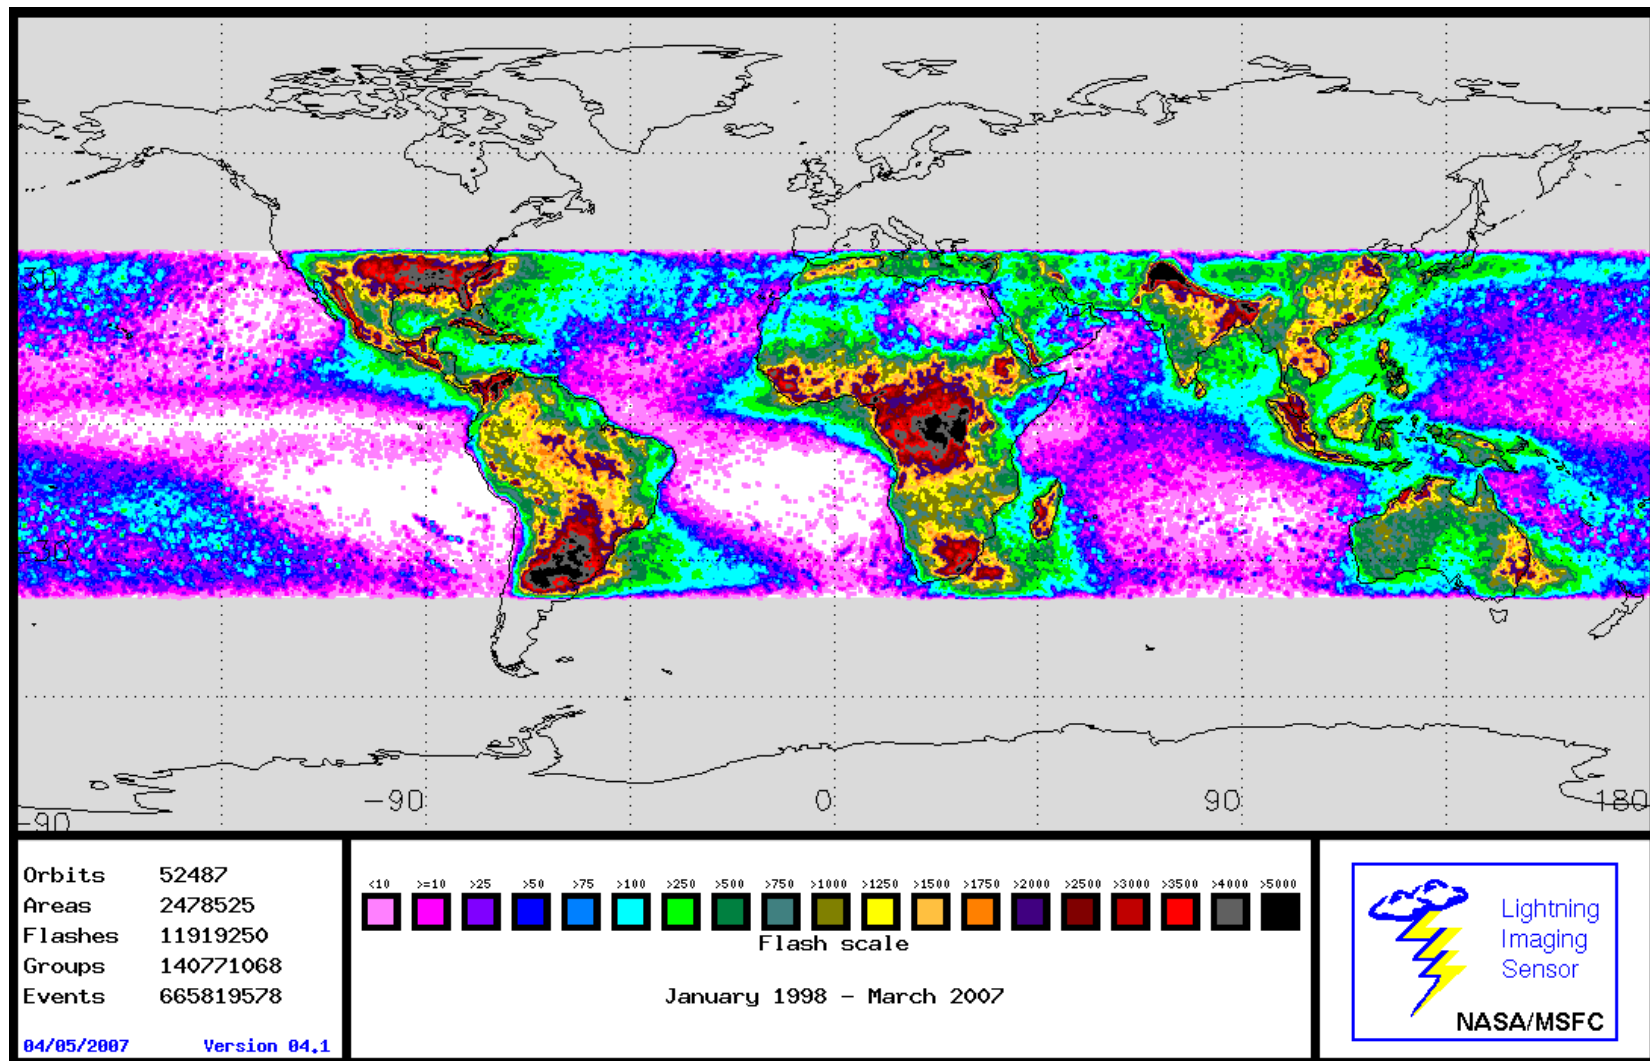 30
-30
-90
0
90
180
-90
Orbits 52487
Areas 2478525
Flashes 11919250
Groups 140771068
Events 665819578
04/05/2007 Version 04.1
<10 >=10 >25 >50 >75 >100 >250 >500 >750 >1000 >1250 >1500 >1750 >2000 >2500 >3000 >3500 >4000 >5000
Flash scale
January 1998 - March 2007
Lightning
Imaging
Sensor
NASA/MSFC